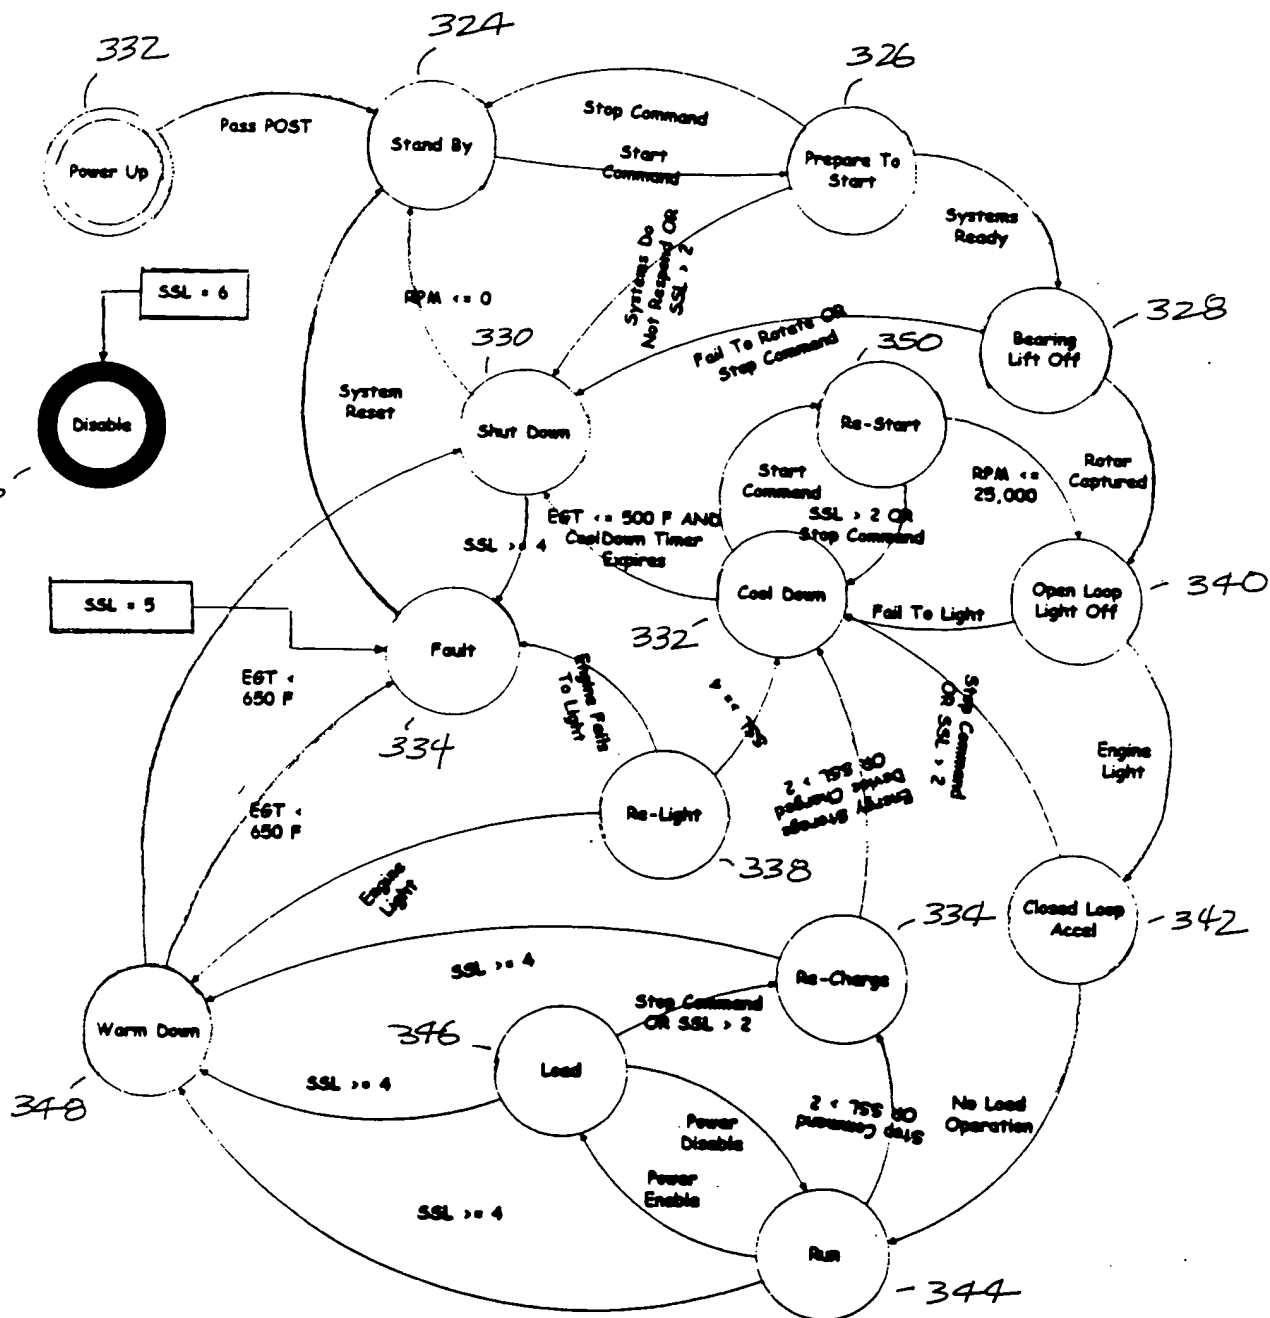 332
324
326
Pass POST
Stop Command
Power Up
Stand By
Start
Command
Prepare To
Start
Systems
Ready
Systems Do
Not Respond OR
SSL > 2
SSL = 6
RPM <= 0
328
330
Fail To Rotate OR
Stop Command
350
Bearing
Lift Off
System
Reset
Disable
Shut Down
Re-Start
Start
Command
RPM <=
25,000
Rotor
Captured
SSL >= 4
EGT <= 500 F AND
CoolDown Timer
Expires
SSL > 2 OR
Stop Command
SSL = 5
Cool Down
Open Loop
Light Off
340
Fail To Light
332
Fault
EGT <
650 F
334
Engine Fails
To Light
SSL >= 4
Stop Command
OR SSL > 2
Engine
Light
Energy Storage
Device Charged
OR SSL > 2
EGT <
650 F
Re-Light
338
Engine
Light
334
Closed Loop
Accel
342
SSL >= 4
Re-Charge
Stop Command
OR SSL > 2
Warm Down
346
Load
348
SSL >= 4
Power
Disable
Stop Command
OR SSL > 2
No Load
Operation
Power
Enable
SSL >= 4
Run
344